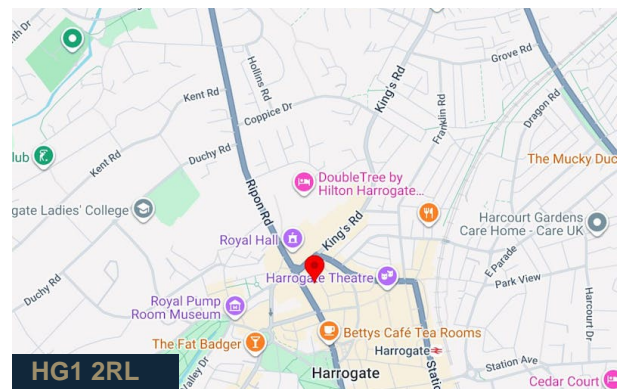 Grove Rd
Hollins Rd
King's Rd
Kent Rd
Franklin Rd
Dragon Rd
Coppice Dr
Duchy Rd
Kent Rd
The Mucky Duc
DoubleTree by
Hilton Harrogate...
Ripon Rd
gate Ladies' College
Harcourt Gardens
Care Home - Care UK
Royal Hall
King's Rd
E Parade
Harrogate Theatre
Park View
Duchy Rd
Royal Pump
Room Museum
Harcourt Dr
Bettys Café Tea Rooms
The Fat Badger
Harrogate
Station
Station Ave
HG1 2RL
Harrogate
Cedar Court